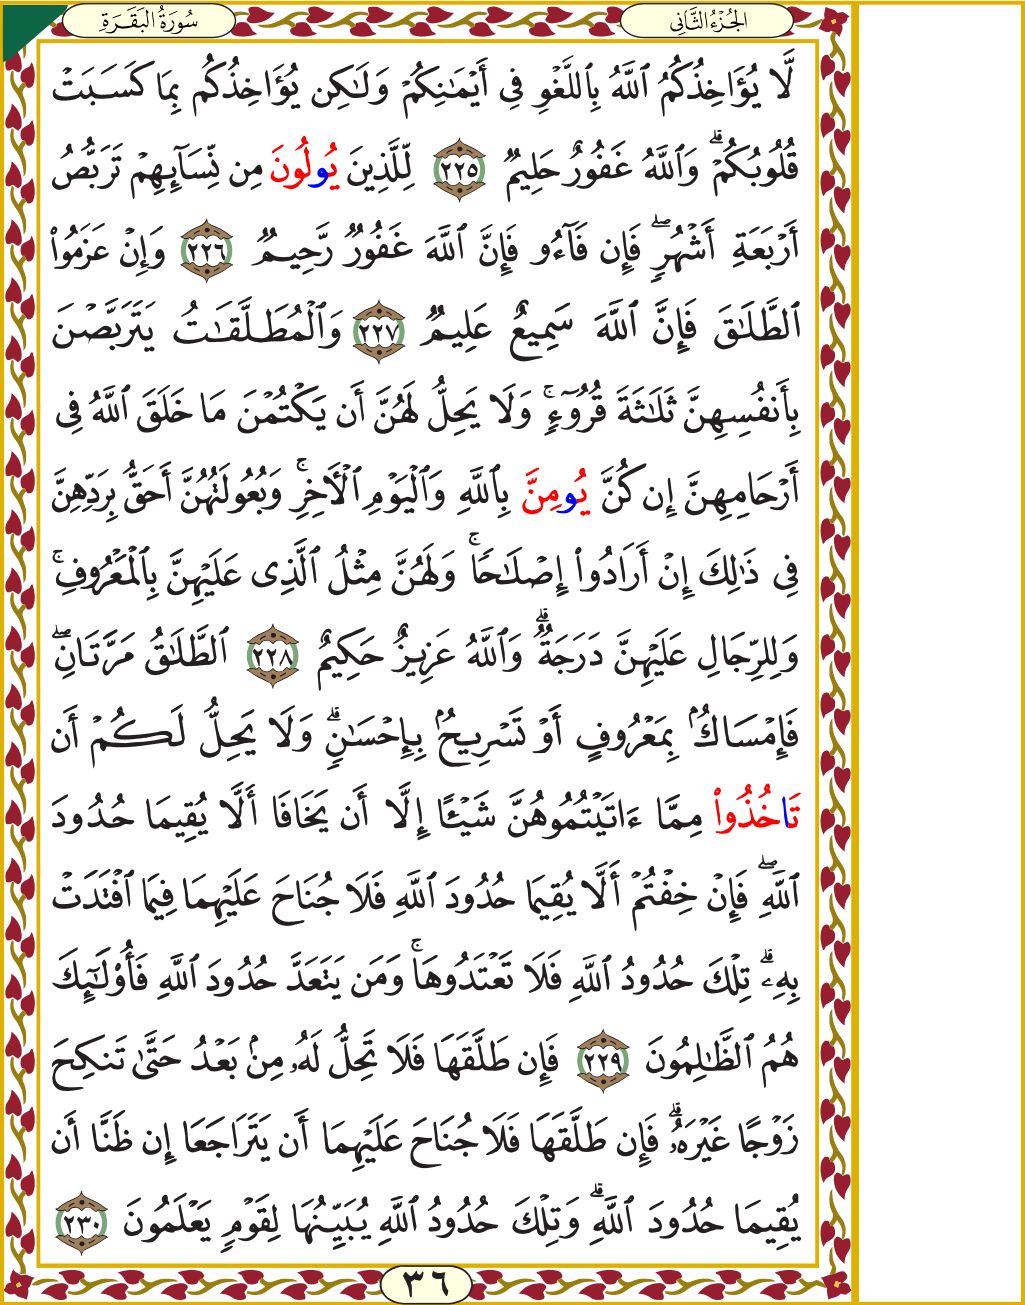 الجُزْءُ الثَّانِي
سُورَةُ البَقَرَةِ
لَّا يُؤَاخِذُكُمُ ٱللَّهُ بِٱللَّغْوِ فِىٓ أَيْمَٰنِكُمْ وَلَٰكِن يُؤَاخِذُكُم بِمَا كَسَبَتْ
قُلُوبُكُمْۗ وَٱللَّهُ غَفُورٌ حَلِيمٌ ٢٢٥ لِّلَّذِينَ يُولُونَ مِن نِّسَآئِهِمْ تَرَبُّصُ
أَرْبَعَةِ أَشْهُرٍۖ فَإِن فَآءُو فَإِنَّ ٱللَّهَ غَفُورٌ رَّحِيمٌ ٢٢٦ وَإِنْ عَزَمُوا۟
ٱلطَّلَٰقَ فَإِنَّ ٱللَّهَ سَمِيعٌ عَلِيمٌ ٢٢٧ وَٱلْمُطَلَّقَٰتُ يَتَرَبَّصْنَ
بِأَنفُسِهِنَّ ثَلَٰثَةَ قُرُوٓءٍۚ وَلَا يَحِلُّ لَهُنَّ أَن يَكْتُمْنَ مَا خَلَقَ ٱللَّهُ فِىٓ
أَرْحَامِهِنَّ إِن كُنَّ يُومِنَّ بِٱللَّهِ وَٱلْيَوْمِ ٱلْأَخِرِۚ وَبُعُولَتُهُنَّ أَحَقُّ بِرَدِّهِنَّ
فِى ذَٰلِكَ إِنْ أَرَادُوٓا۟ إِصْلَٰحًاۚ وَلَهُنَّ مِثْلُ ٱلَّذِى عَلَيْهِنَّ بِٱلْمَعْرُوفِۚ
وَلِلرِّجَالِ عَلَيْهِنَّ دَرَجَةٌۗ وَٱللَّهُ عَزِيزٌ حَكِيمٌ ٢٢٨ ٱلطَّلَٰقُ مَرَّتَانِۖ
فَإِمْسَاكٌۢ بِمَعْرُوفٍ أَوْ تَسْرِيحٌۢ بِإِحْسَٰنٍۗ وَلَا يَحِلُّ لَكُمْ أَن
تَاخُذُوا۟ مِمَّآ ءَاتَيْتُمُوهُنَّ شَيْـًٔا إِلَّآ أَن يَخَافَآ أَلَّا يُقِيمَا حُدُودَ
ٱللَّهِۖ فَإِنْ خِفْتُمْ أَلَّا يُقِيمَا حُدُودَ ٱللَّهِ فَلَا جُنَاحَ عَلَيْهِمَا فِيمَا ٱفْتَدَتْ
بِهِۦۗ تِلْكَ حُدُودُ ٱللَّهِ فَلَا تَعْتَدُوهَاۚ وَمَن يَتَعَدَّ حُدُودَ ٱللَّهِ فَأُو۟لَٰٓئِكَ
هُمُ ٱلظَّٰلِمُونَ ٢٢٩ فَإِن طَلَّقَهَا فَلَا تَحِلُّ لَهُۥ مِنۢ بَعْدُ حَتَّىٰ تَنكِحَ
زَوْجًا غَيْرَهُۥۗ فَإِن طَلَّقَهَا فَلَا جُنَاحَ عَلَيْهِمَآ أَن يَتَرَاجَعَآ إِن ظَنَّآ أَن
يُقِيمَا حُدُودَ ٱللَّهِۗ وَتِلْكَ حُدُودُ ٱللَّهِ يُبَيِّنُهَا لِقَوْمٍ يَعْلَمُونَ ٢٣٠
٣٦